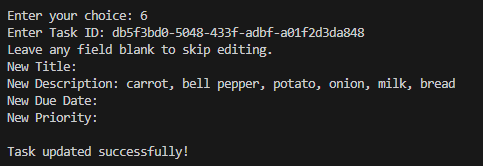 Enter your choice: 6
Enter Task ID: db5f3bd0-5048-433f-adbf-a01f2d3da848
Leave any field blank to skip editing.
New Title:
New Description: carrot, bell pepper, potato, onion, milk, bread
New Due Date:
New Priority:
Task updated successfully!